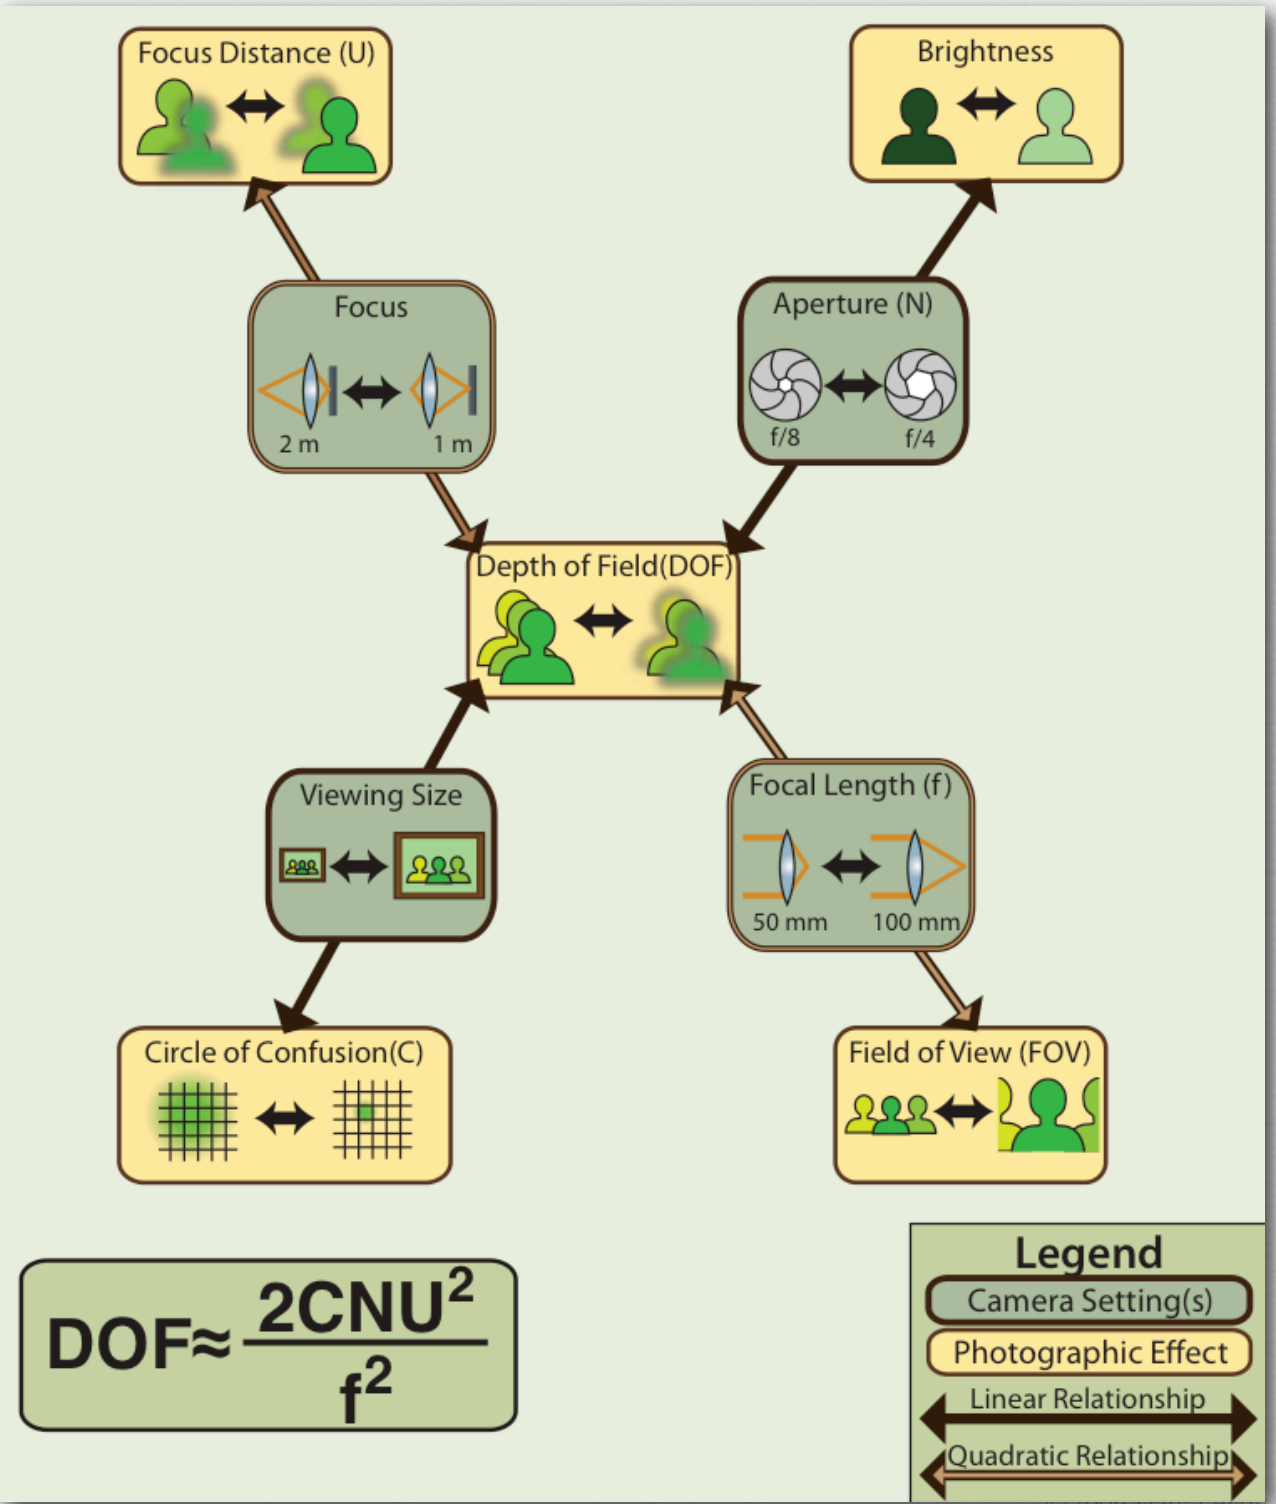 Focus Distance (U)
Brightness
Focus
2 m
1 m
Aperture (N)
f/8
f/4
Depth of Field(DOF)
Viewing Size
Focal Length (f)
50 mm
100 mm
Circle of Confusion(C)
Field of View (FOV)
DOF≈ 2CNU²
f²
Legend
Camera Setting(s)
Photographic Effect
Linear Relationship
Quadratic Relationship